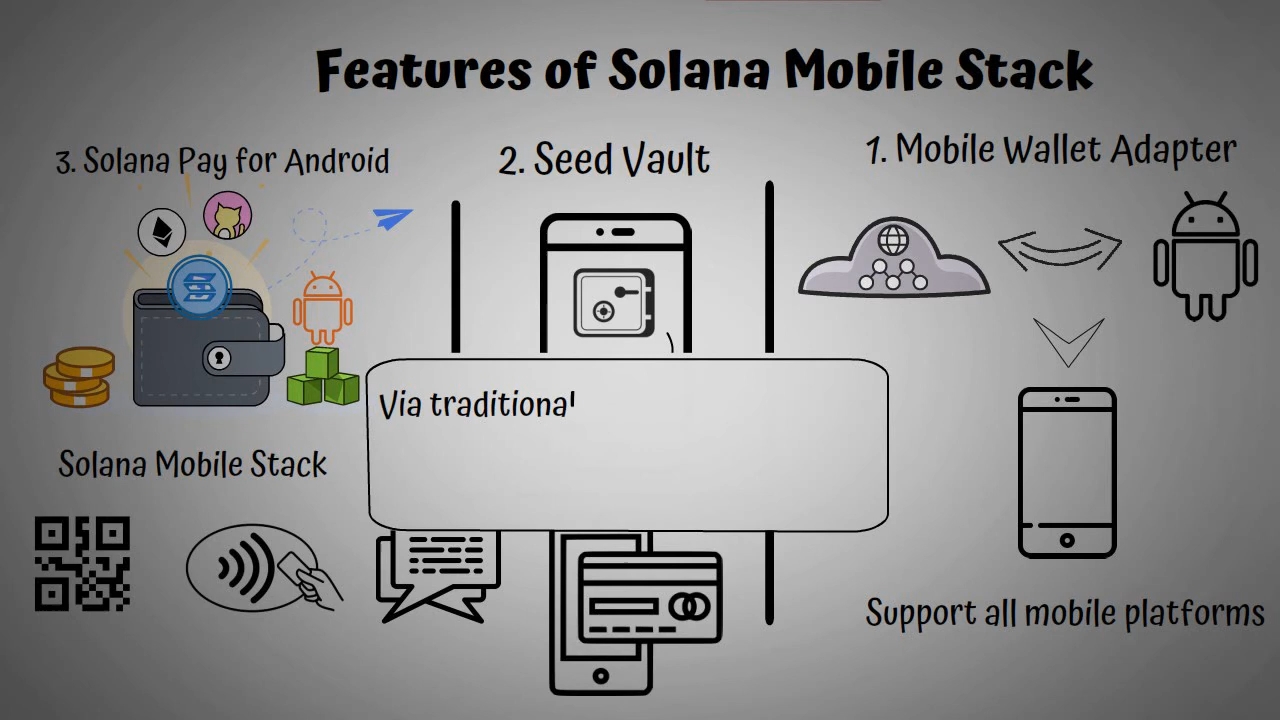 Features of Solana Mobile Stack
3. Solana Pay for Android
2. Seed Vault
1. Mobile Wallet Adapter
Via traditiona'
Solana Mobile Stack
Support all mobile platforms